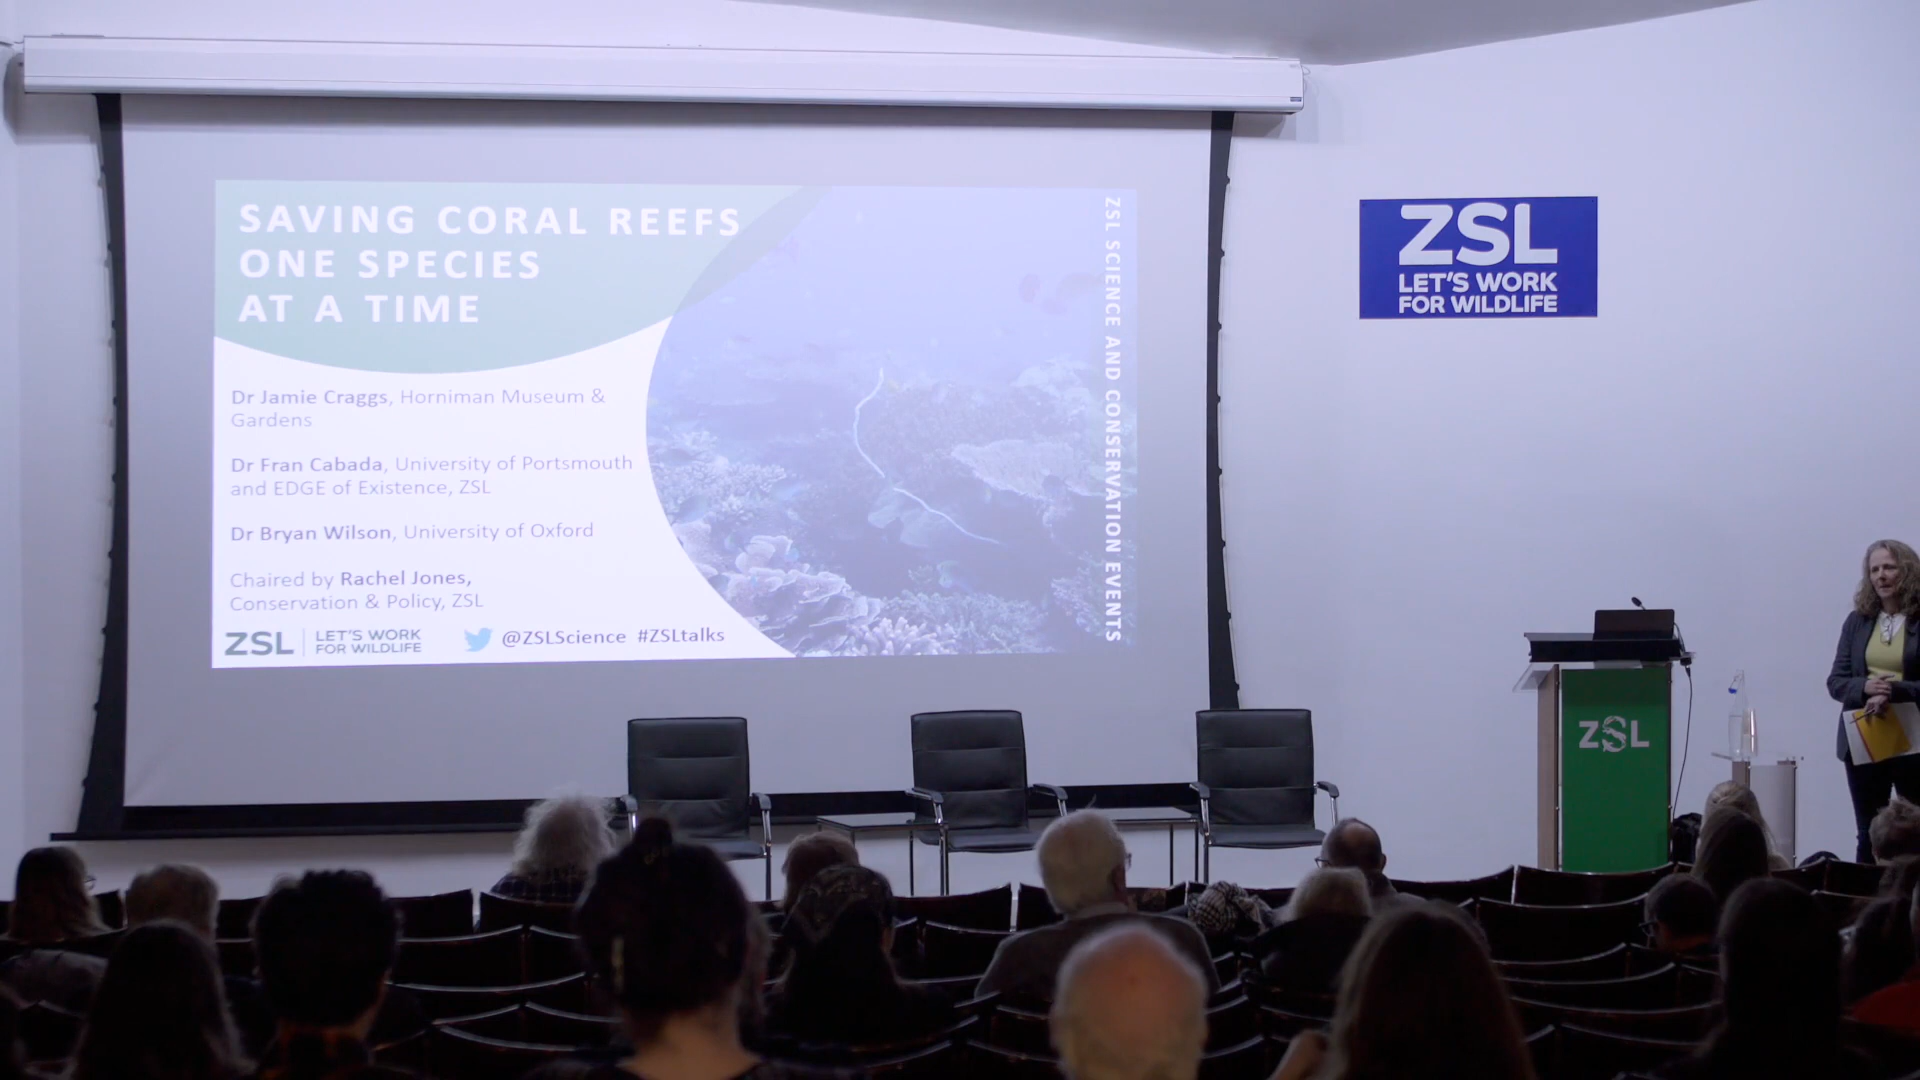 SAVING CORAL REEFS
ONE SPECIES
AT A TIME
Dr Jamie Craggs, Horniman Museum &
Gardens
Dr Fran Cabada, University of Portsmouth
and EDGE of Existence, ZSL
Dr Bryan Wilson, University of Oxford
Chaired by Rachel Jones,
Conservation & Policy, ZSL
ZSL
LET'S WORK
FOR WILDLIFE
@ZSLScience #ZSLtalks
ZSL SCIENCE AND CONSERVATION EVENTS
ZSL
LET'S WORK
FOR WILDLIFE
ZSL